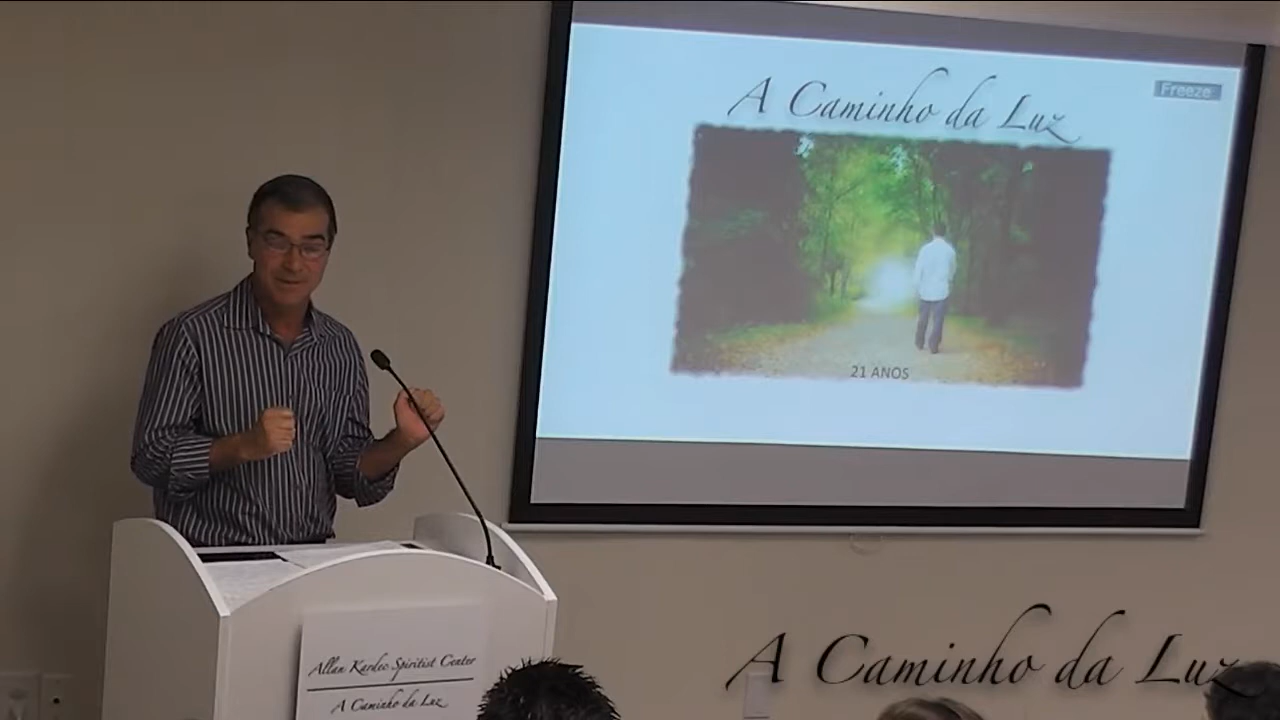 A Caminho da Luz
Freeze
21 ANOS
Allan Kardec Spiritist Center
A Caminho da Luz
A Caminho da Luz